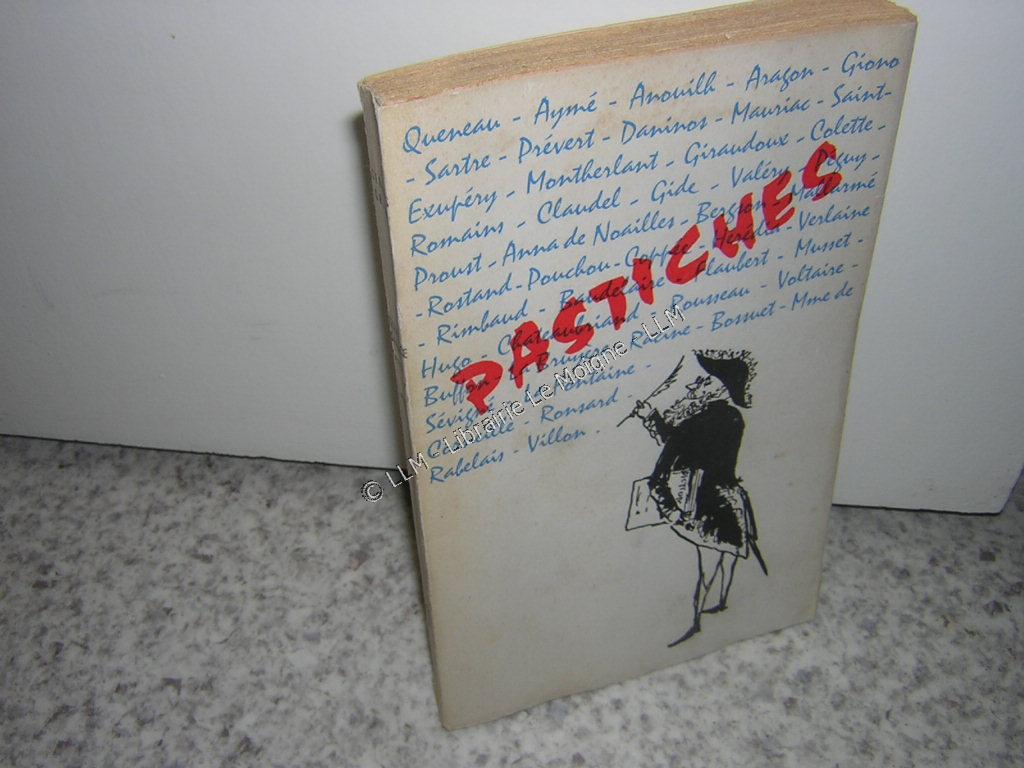 Queneau - Aymé - Anouilh - Aragon - Giono
- Sartre - Prévert - Daninos - Mauriac - Saint-
Exupéry - Montherlant - Giraudoux - Colette -
Romains - Claudel - Gide - Valéry - Péguy -
Proust - Anna de Noailles - Bergson - Mallarmé
- Rostand - Pouchou - Coppée - Herédia - Verlaine
- Rimbaud - Baudelaire - Flaubert - Musset -
Hugo - Chateaubriand - Rousseau - Voltaire -
Buffon - La Bruyère - Racine - Bossuet - Mme de
Sévigné - La Fontaine -
Corneille - Ronsard -
Rabelais - Villon .
PASTICHES
© LLM - Librairie Le Moigne - LLM